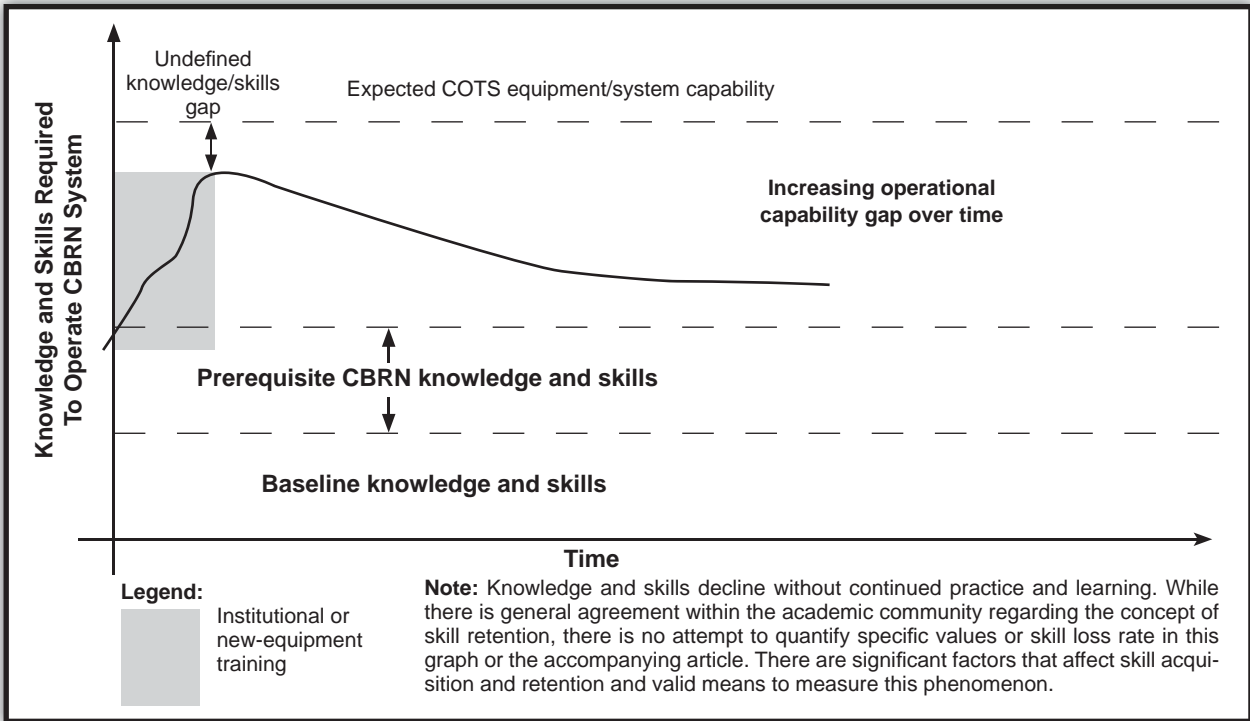 Undefined
knowledge/skills
gap
Expected COTS equipment/system capability
Knowledge and Skills Required
To Operate CBRN System
Increasing operational
capability gap over time
Prerequisite CBRN knowledge and skills
Baseline knowledge and skills
Time
Legend:
Institutional or
new-equipment
training
Note: Knowledge and skills decline without continued practice and learning. While
there is general agreement within the academic community regarding the concept of
skill retention, there is no attempt to quantify specific values or skill loss rate in this
graph or the accompanying article. There are significant factors that affect skill acqui-
sition and retention and valid means to measure this phenomenon.